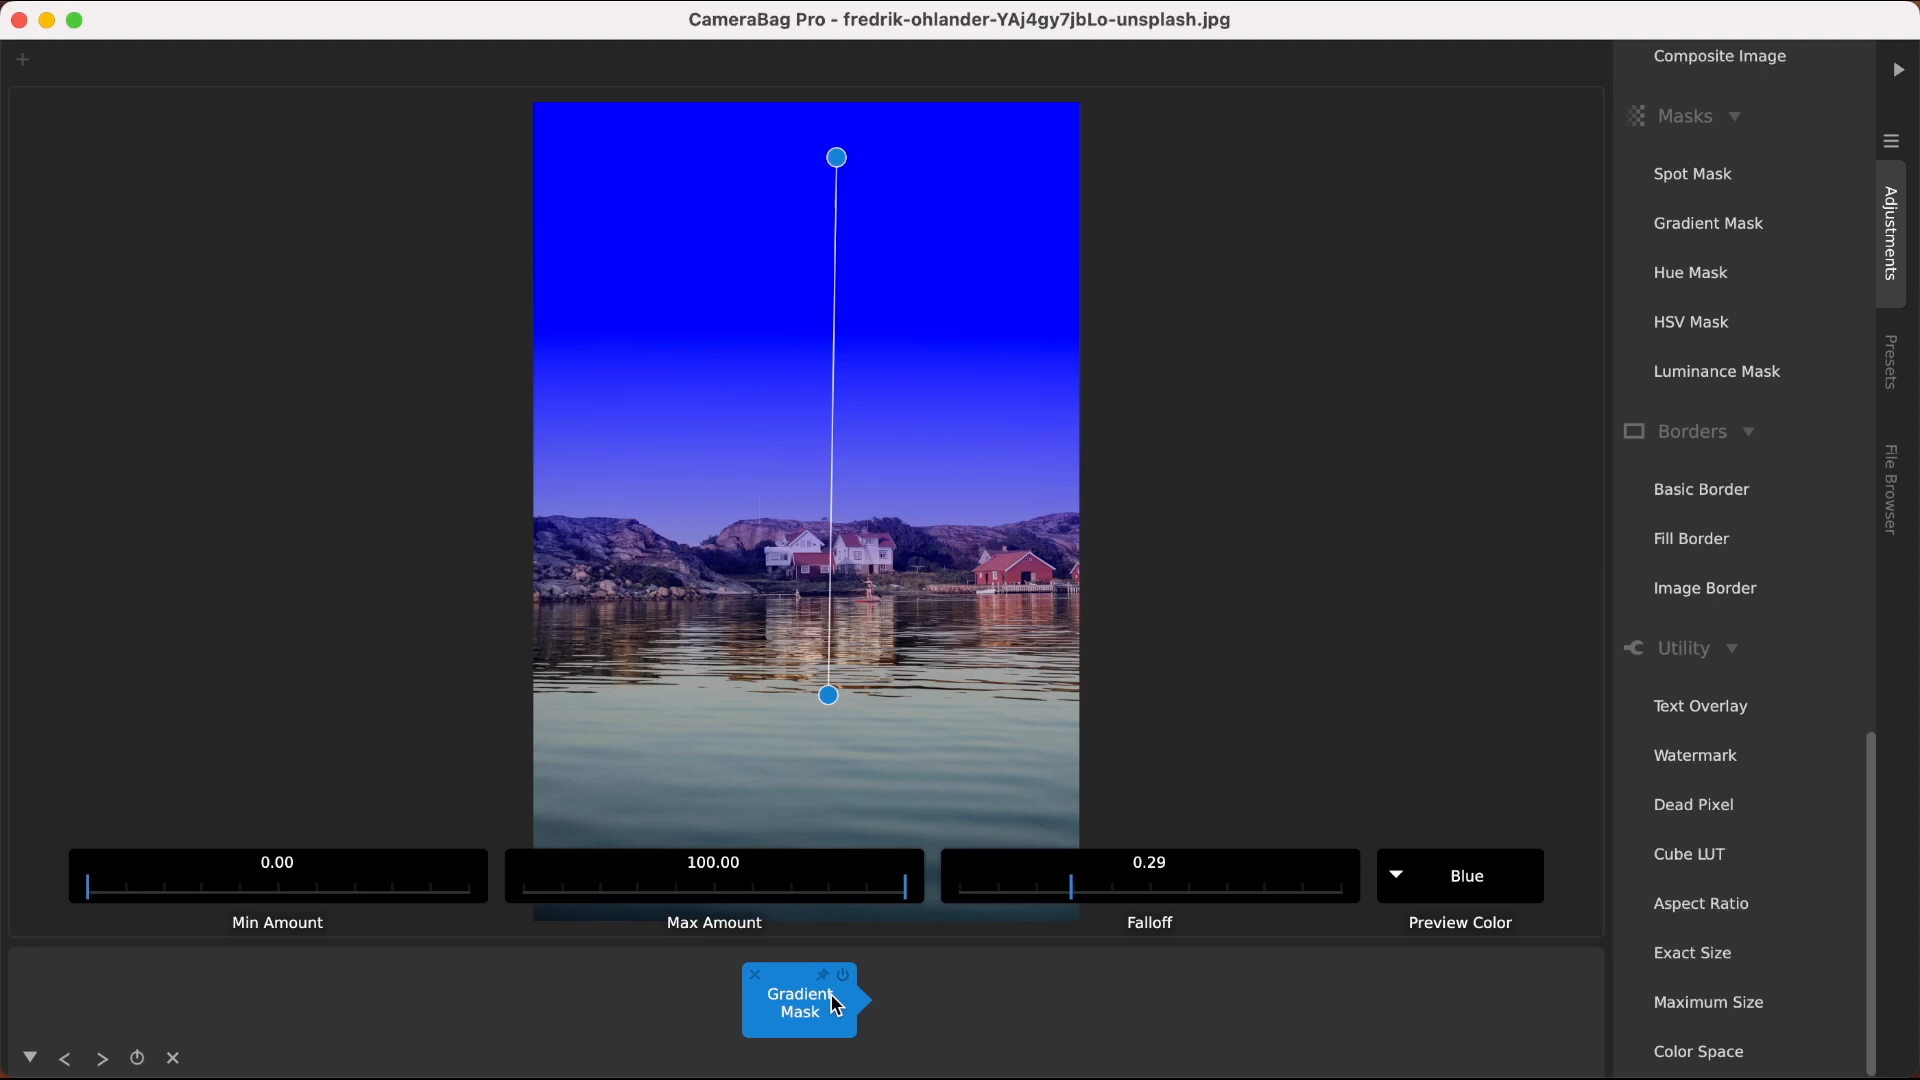 CameraBag Pro - fredrik-ohlander-YAj4gy7jbLo-unsplash.jpg
Composite Image
Masks
Spot Mask
Gradient Mask
Hue Mask
HSV Mask
Luminance Mask
Borders
Basic Border
Fill Border
Image Border
Utility
Text Overlay
Watermark
Dead Pixel
Cube LUT
Aspect Ratio
Exact Size
Maximum Size
Color Space
Adjustments
Presets
File Browser
0.00
Min Amount
100.00
Max Amount
0.29
Falloff
Blue
Preview Color
Gradient
Mask